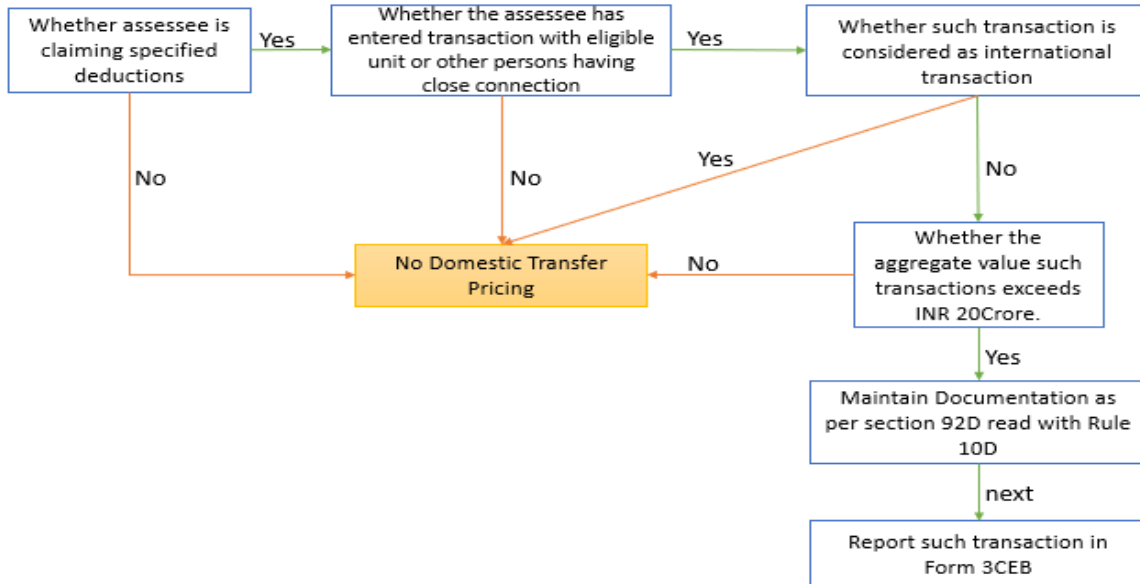 Whether assessee is
claiming specified
deductions
Yes
Whether the assessee has
entered transaction with eligible
unit or other persons having
close connection
Yes
Whether such transaction is
considered as international
transaction
No
No
Yes
No
No Domestic Transfer
Pricing
No
Whether the
aggregate value such
transactions exceeds
INR 20Crore.
Yes
Maintain Documentation as
per section 92D read with Rule
10D
next
Report such transaction in
Form 3CEB